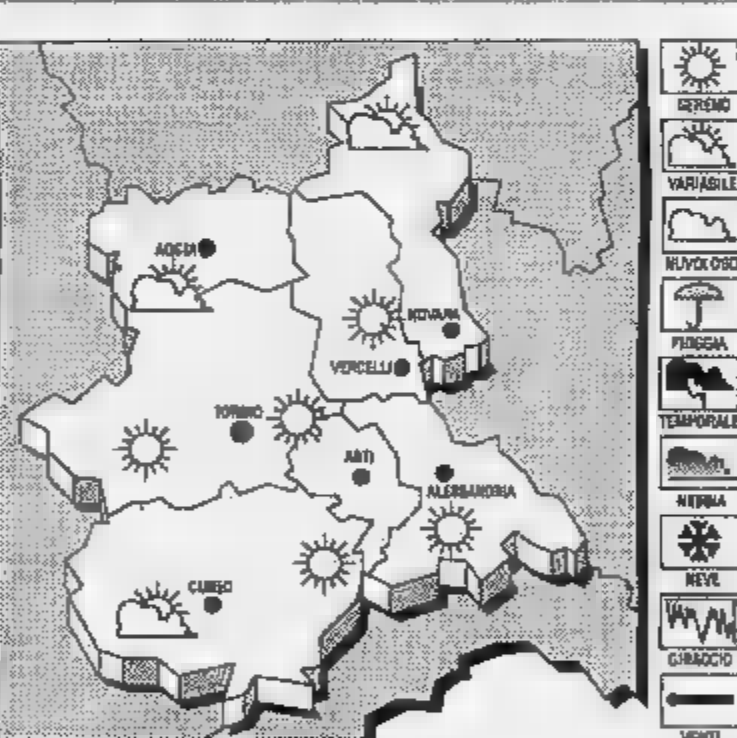 AOSTA
NOVARA
VERCELLI
TORINO
ASTI
ALESSANDRIA
CUNEO
SERENO
VARIABILE
NUVOLOSO
PIOGGIA
TEMPORALE
NEBBIA
NEVE
GHIACCIO
VENTI